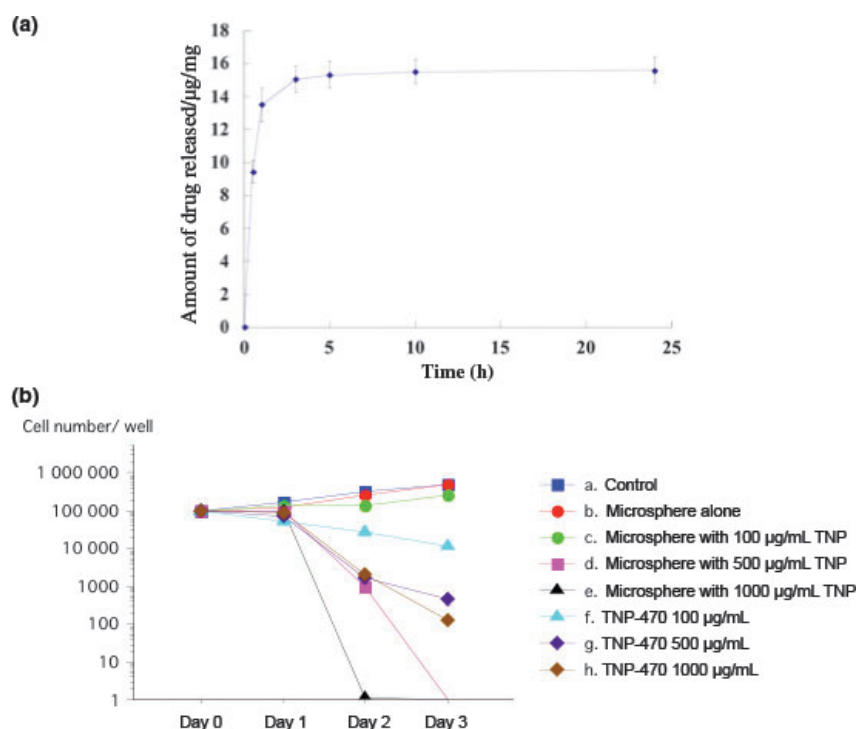 (a)
18
16
14
12
10
8
6
4
2
0
Amount of drug released/µg/mg
0 5 10 15 20 25
Time (h)
(b)
Cell number/ well
1 000 000
100 000
10 000
1000
100
10
1
Day 0 Day 1 Day 2 Day 3
a. Control
b. Microsphere alone
c. Microsphere with 100 µg/mL TNP
d. Microsphere with 500 µg/mL TNP
e. Microsphere with 1000 µg/mL TNP
f. TNP-470 100 µg/mL
g. TNP-470 500 µg/mL
h. TNP-470 1000 µg/mL